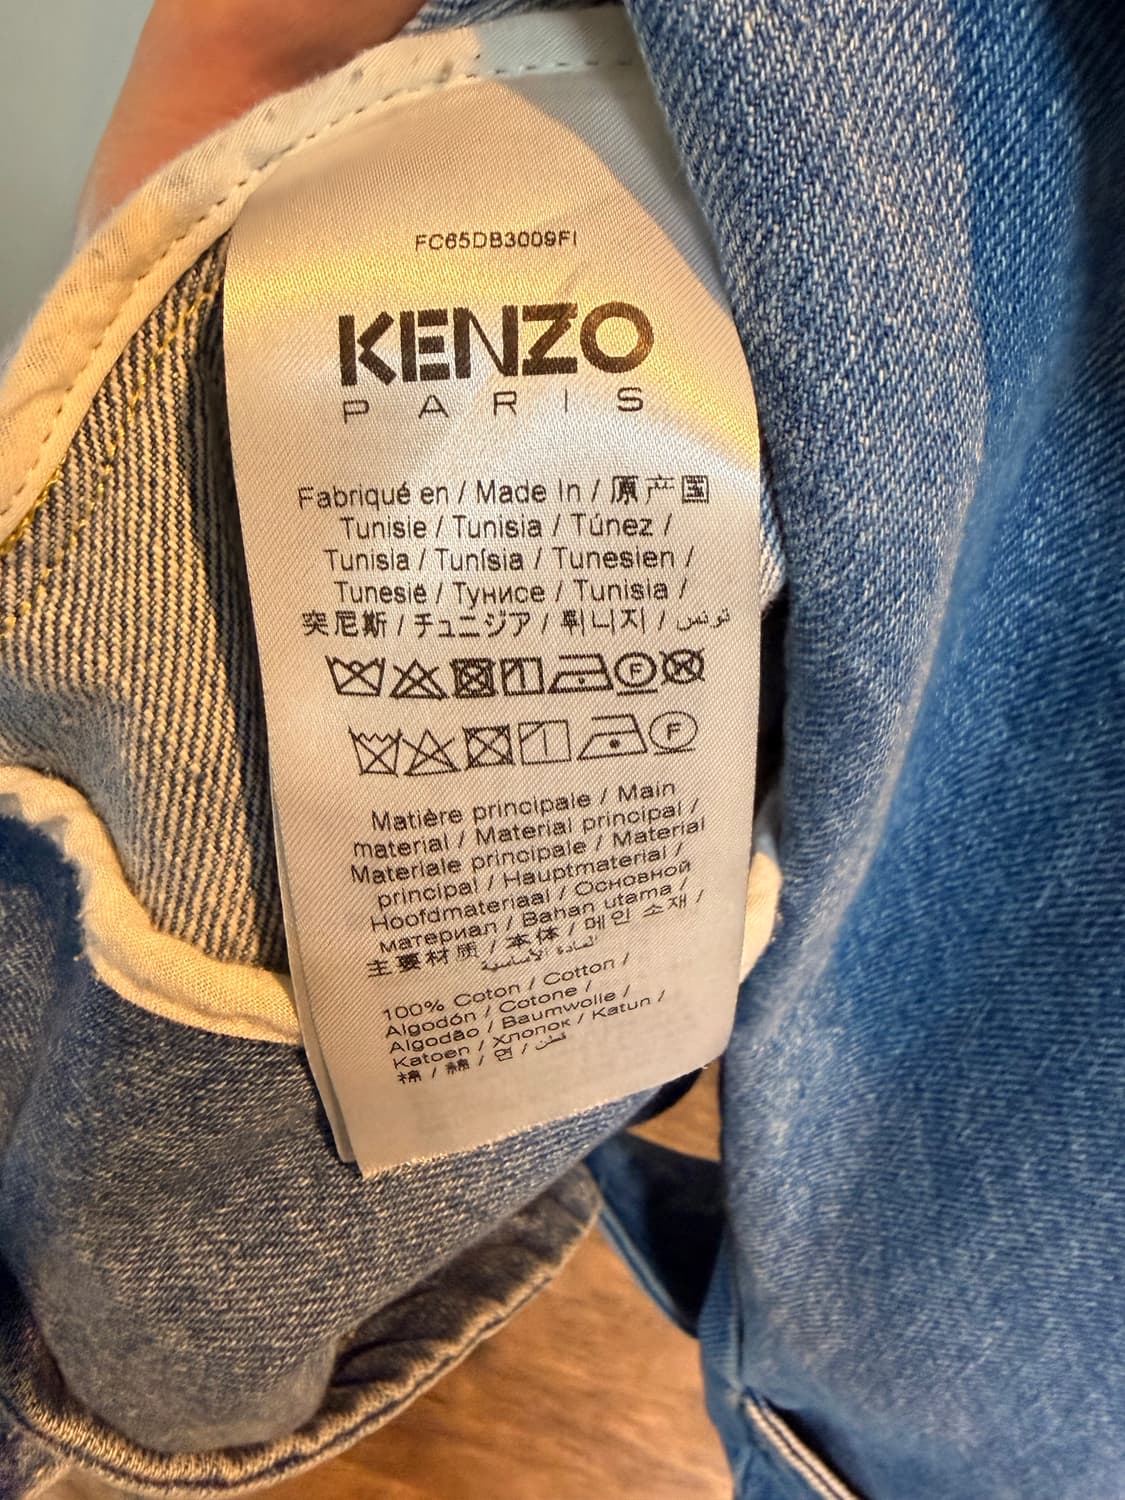 FC65DB3009FI
KENZO
PARIS
Fabriqué en / Made In / 原产国
Tunisie / Tunisia / Túnez /
Tunisia / Tunísia / Tunesien /
Tunesië / Тунисе / Tunisia /
突尼斯 / チュニジア / 튀니지 / تونس
F
F
Matière principale / Main
material / Material principal /
Materiale principale / Material
principal / Hauptmaterial /
Hoofdmateriaal / Основной
материал / Bahan utama /
主要材质 / 本体 / 메인 소재 /
المادة الأساسية
100% Coton / Cotton /
Algodón / Cotone /
Algodão / Baumwolle /
Katoen / Хлопок / Katun /
棉 / 綿 / 면 / قطن